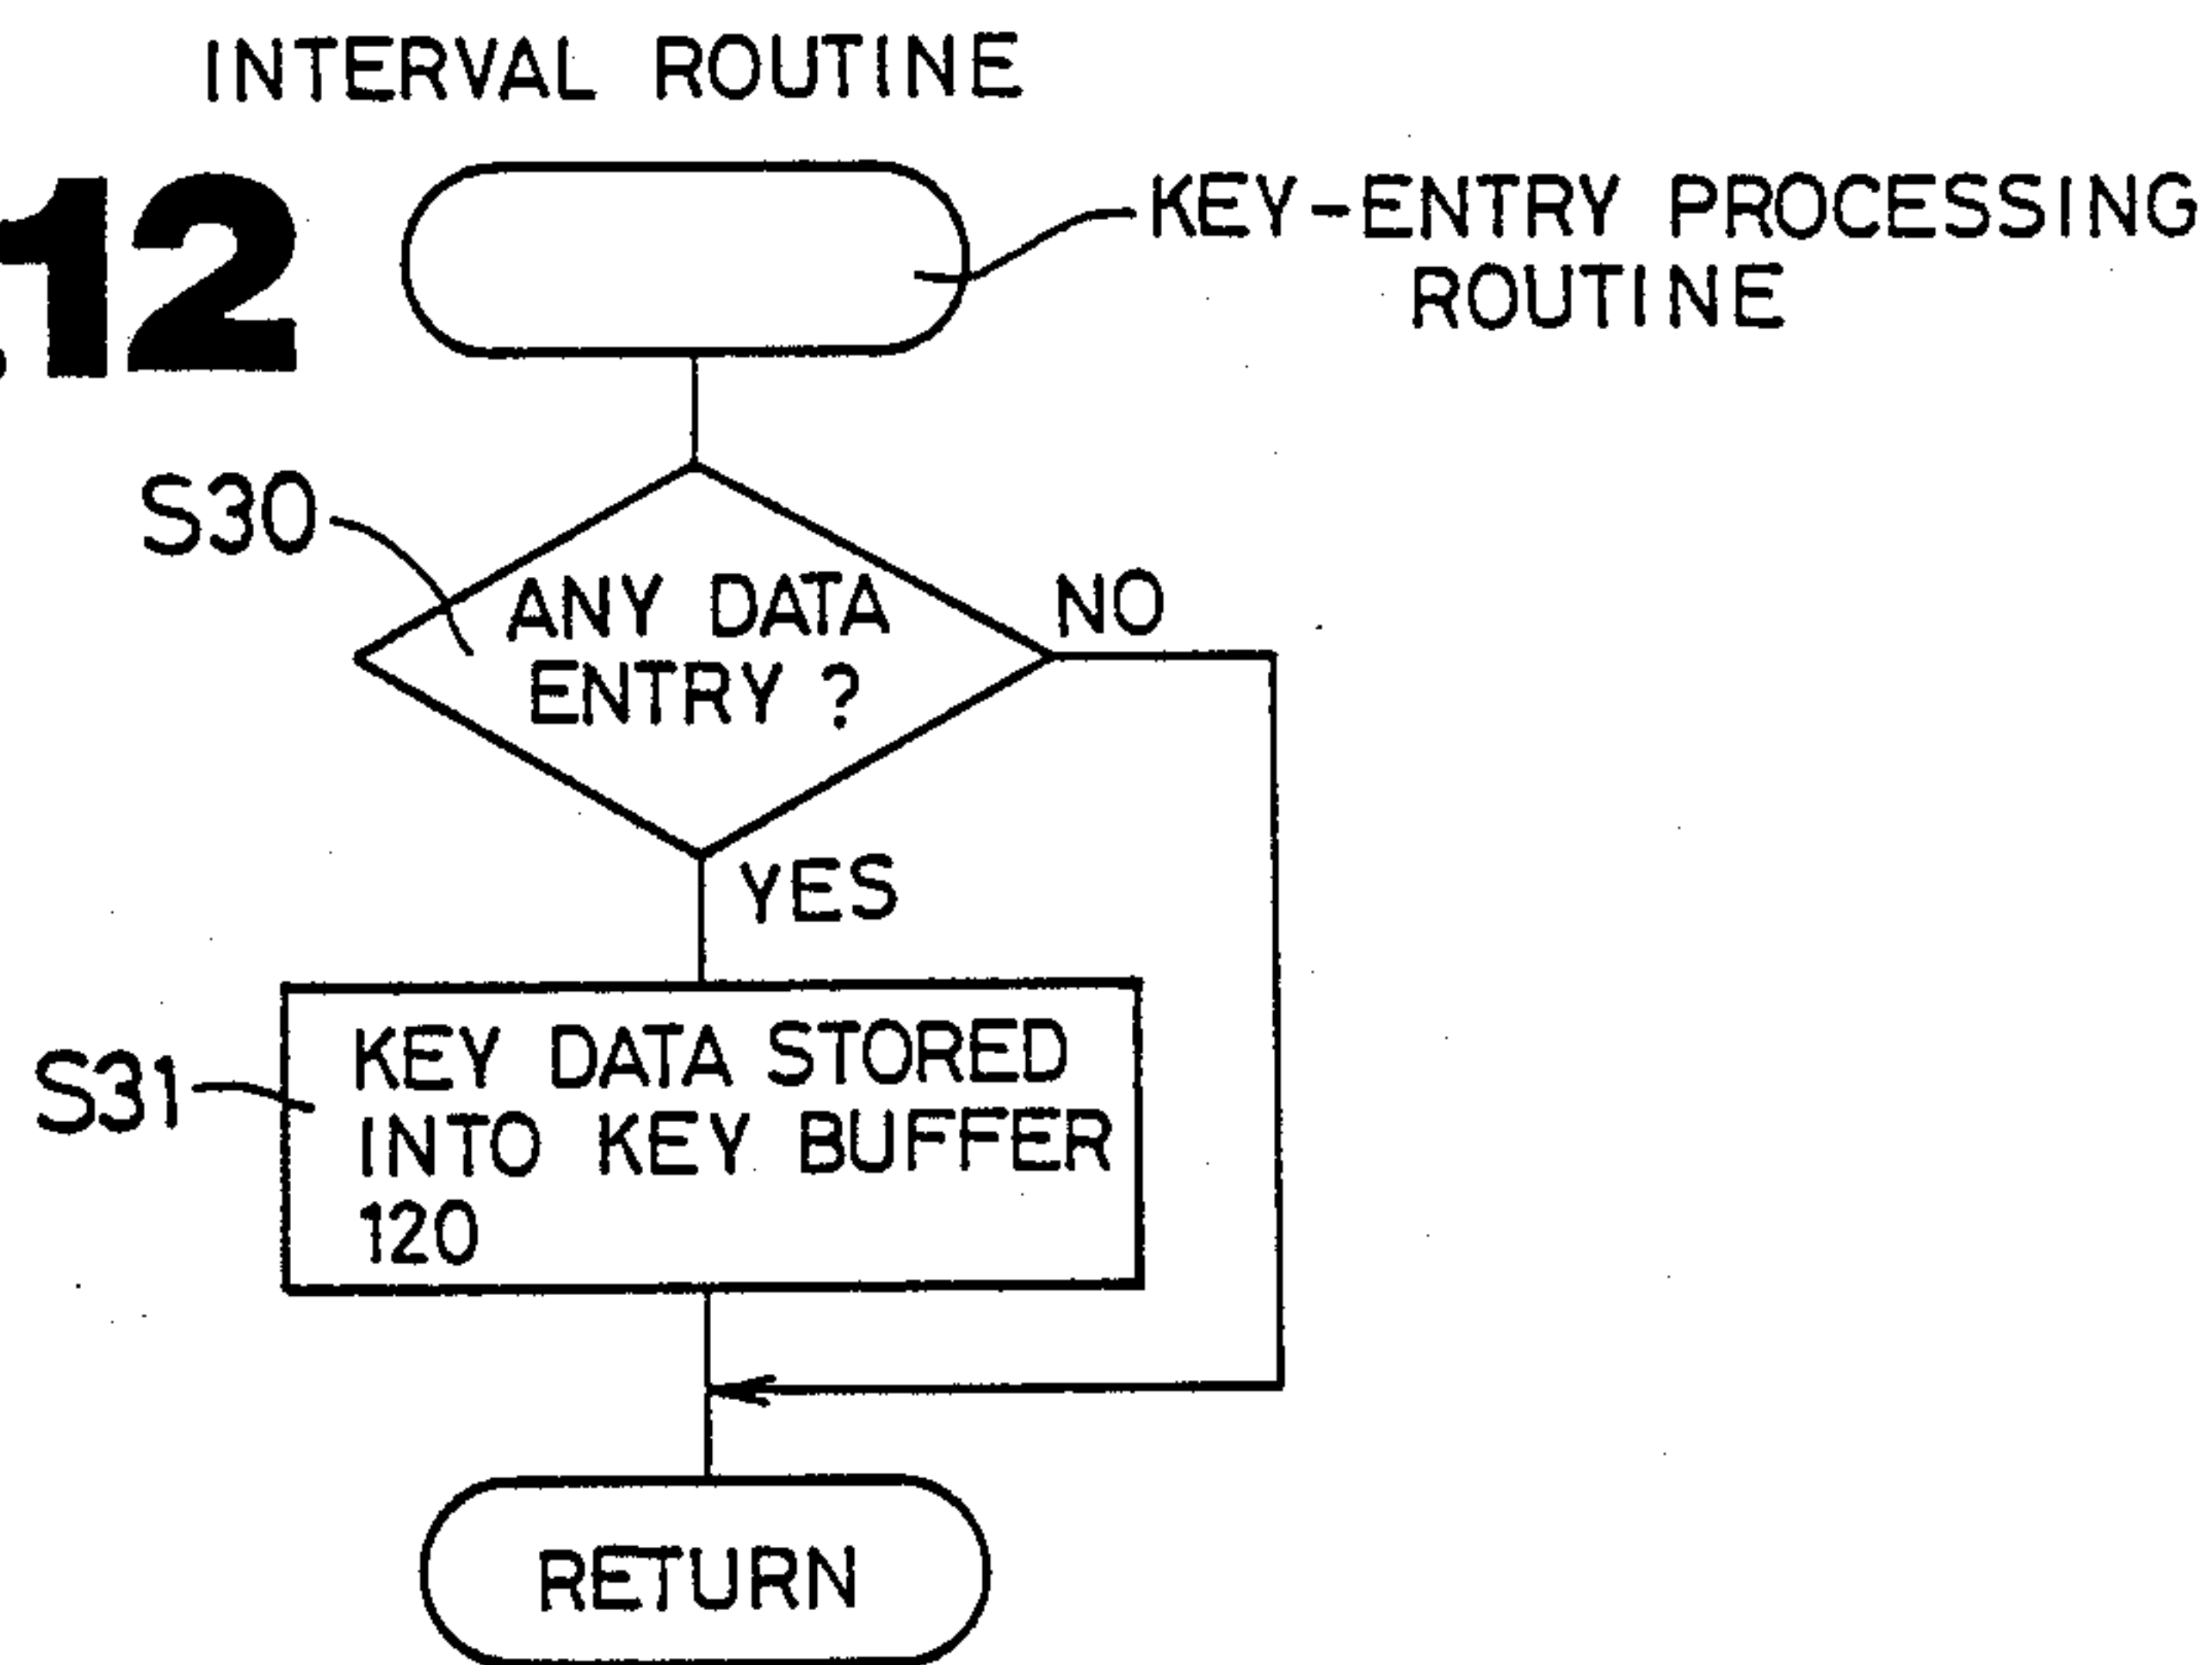 INTERVAL ROUTINE
.12
KEY-ENTRY PROCESSING
ROUTINE
S30
ANY DATA
ENTRY ?
NO
YES
S31
KEY DATA STORED
INTO KEY BUFFER
120
RETURN